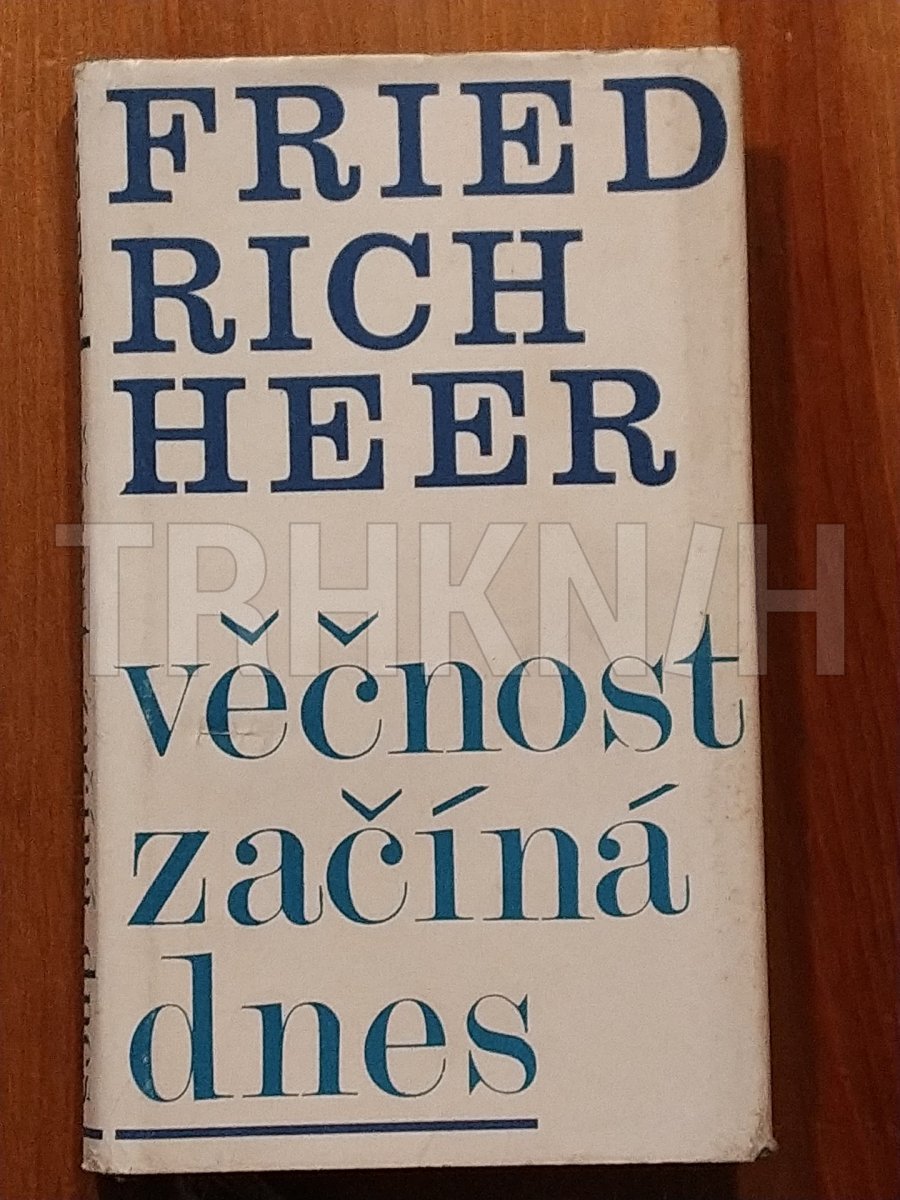 FRIED
RICH
HEER
TRHKNIH
věčnost
začíná
dnes